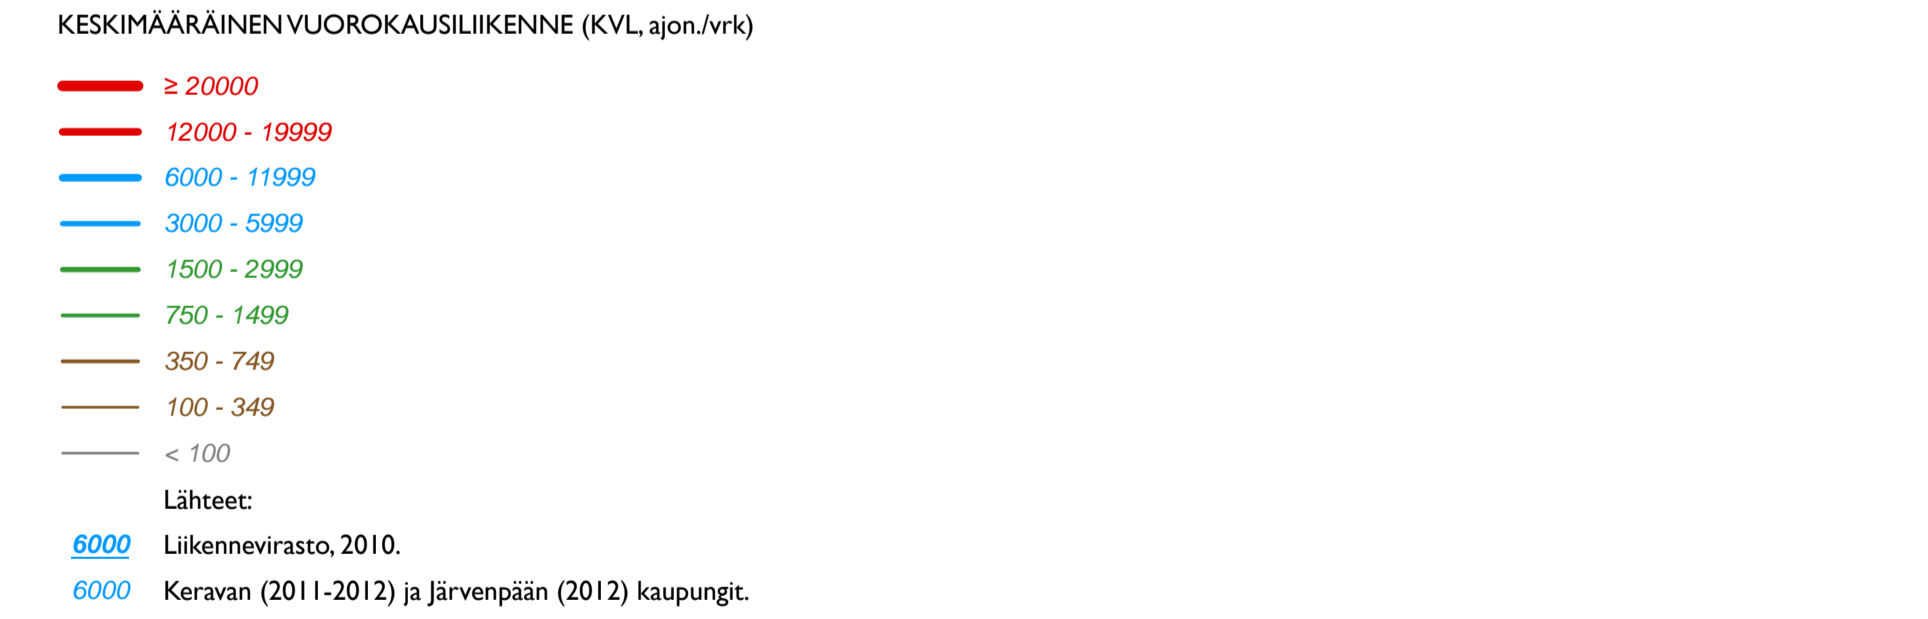 KESKIMÄÄRÄINEN VUOROKAUSILIIKENNE (KVL, ajon./vrk)
≥ 20000
12000 - 19999
6000 - 11999
3000 - 5999
1500 - 2999
750 - 1499
350 - 749
100 - 349
< 100
Lähteet:
6000 Liikennevirasto, 2010.
6000 Keravan (2011-2012) ja Järvenpään (2012) kaupungit.